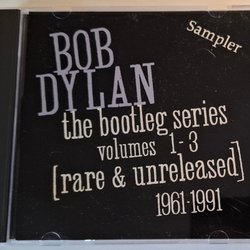 Sampler
BOB
DYLAN
the bootleg series
volumes 1-3
[rare & unreleased]
1961-1991